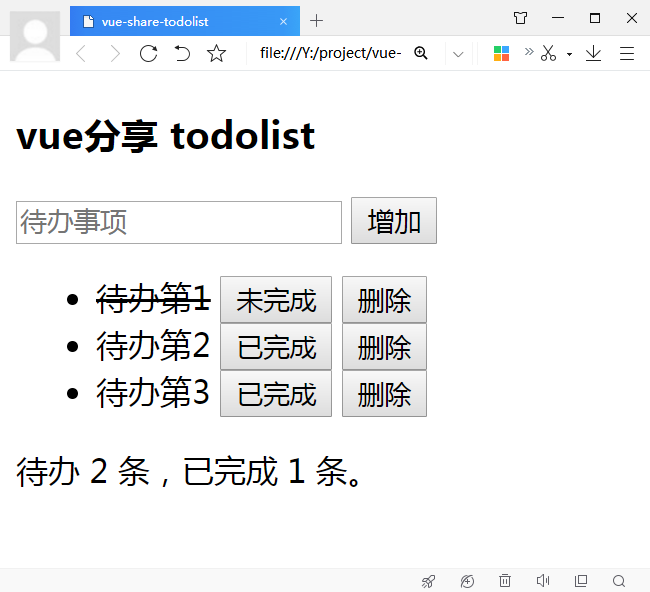 vue-share-todolist
file:///Y:/project/vue-
vue分享 todolist
待办事项 增加
待办第1 未完成 删除
待办第2 已完成 删除
待办第3 已完成 删除
待办 2 条，已完成 1 条。